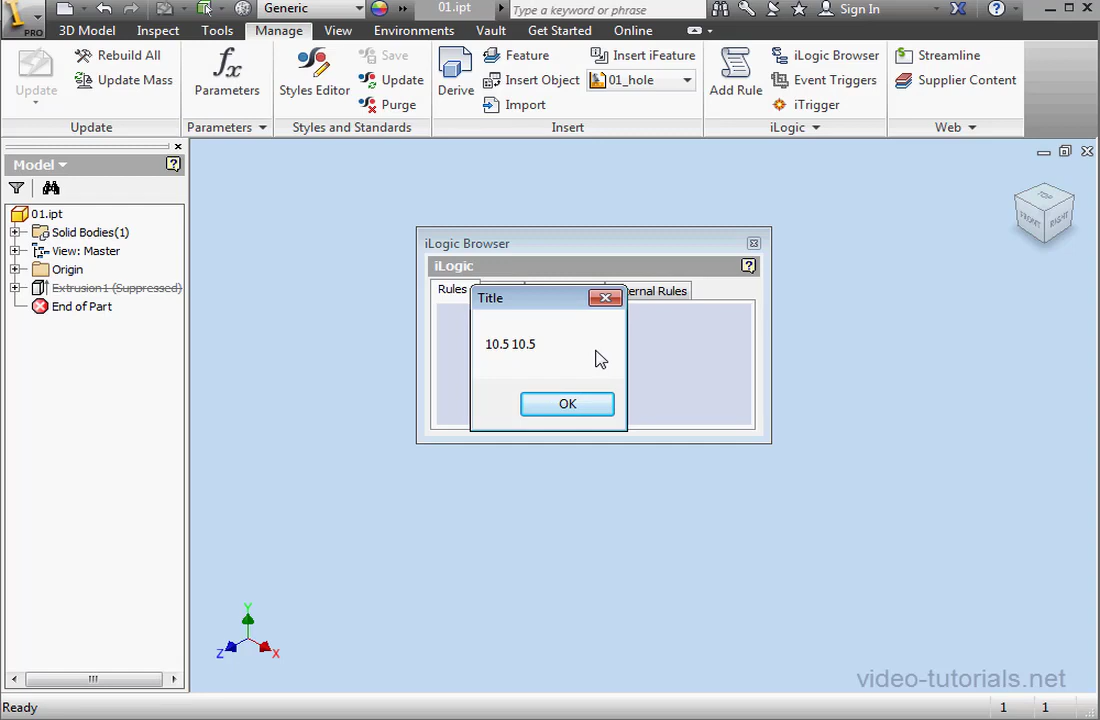 Generic
01.ipt
Type a keyword or phrase
Sign In
PRO
3D Model
Inspect
Tools
Manage
View
Environments
Vault
Get Started
Online
Update
Rebuild All
Update Mass
Update
fx
Parameters
Parameters
Styles Editor
Save
Update
Purge
Styles and Standards
Derive
Feature
Insert Object
Import
Insert iFeature
01_hole
Insert
Add Rule
iLogic Browser
Event Triggers
iTrigger
iLogic
Streamline
Supplier Content
Web
Model
01.ipt
Solid Bodies(1)
View: Master
Origin
Extrusion1 (Suppressed)
End of Part
iLogic Browser
iLogic
Rules
ernal Rules
Title
10.5 10.5
OK
TOP
FRONT
RIGHT
Y
Z
X
video-tutorials.net
Ready
1
1